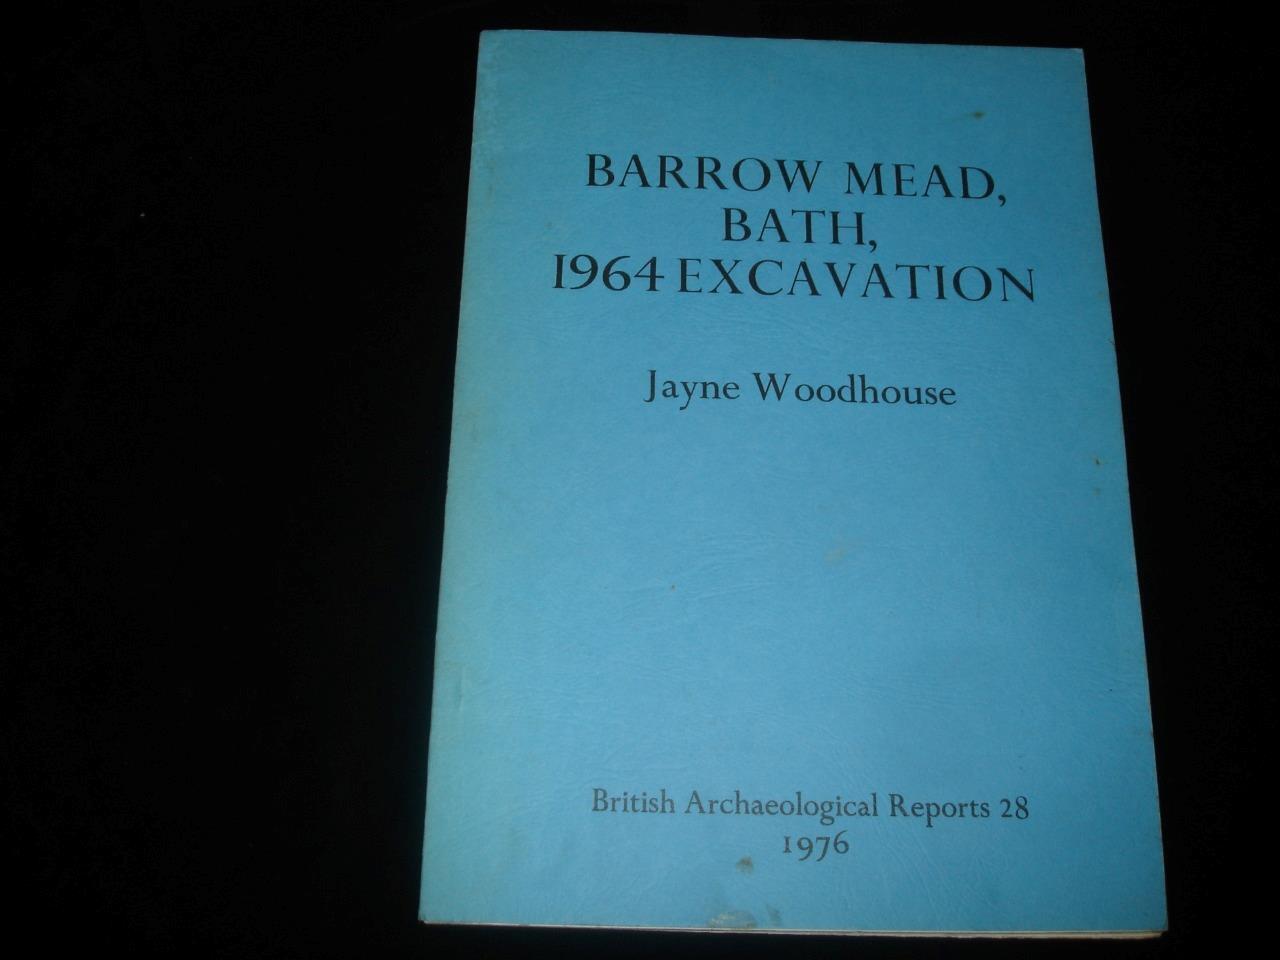 BARROW MEAD,
BATH,
1964 EXCAVATION
Jayne Woodhouse
British Archaeological Reports 28
1976